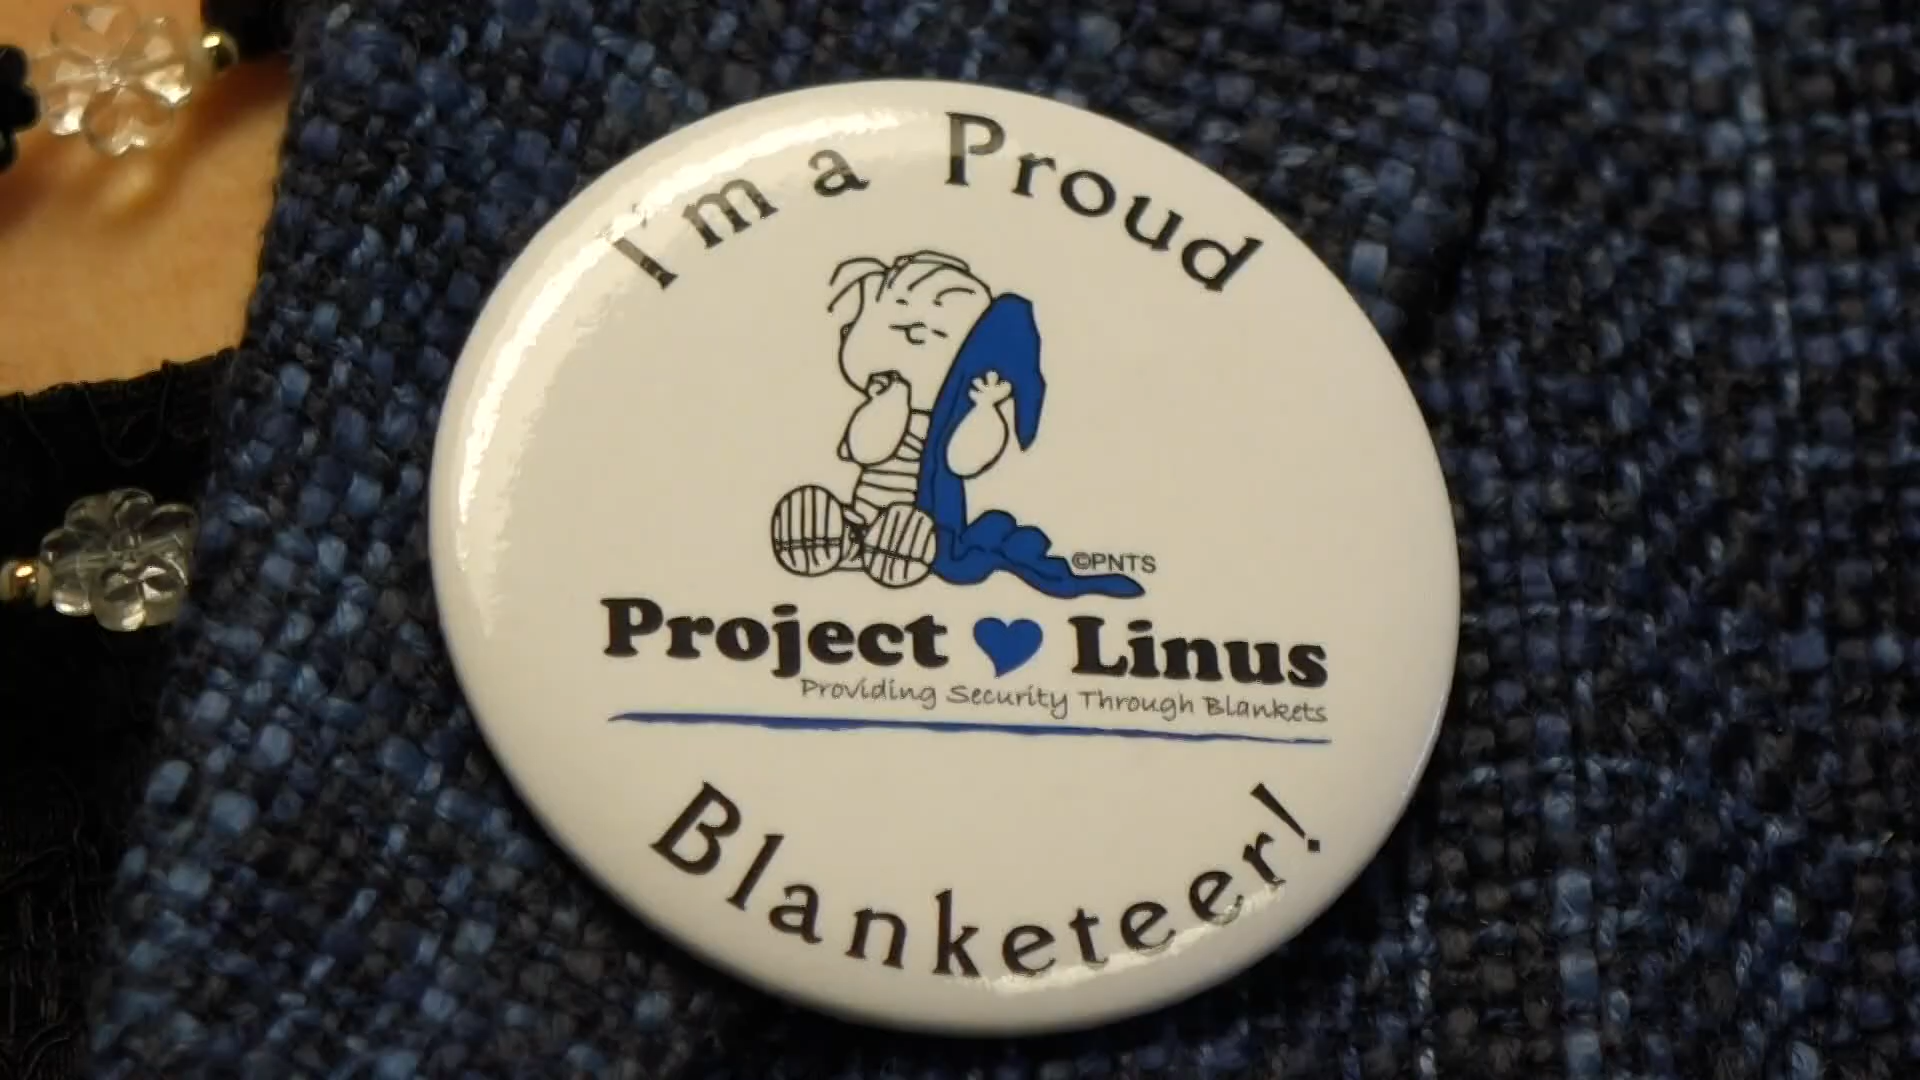 I'm a Proud
©PNTS
Project Linus
Providing Security Through Blankets
Blanketeer!